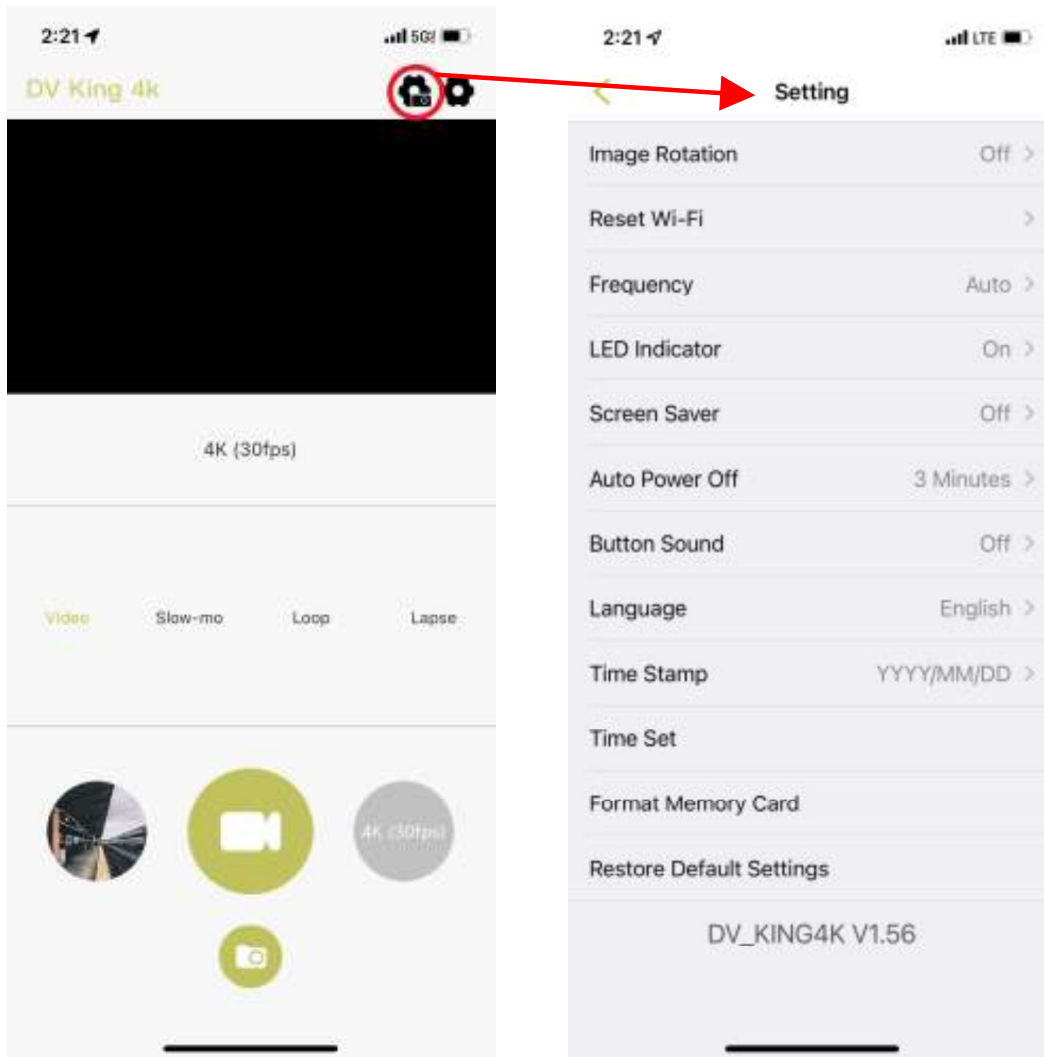 2:21
5G
DV King 4k
4K (30fps)
Video Slow-mo Loop Lapse
4K (30fps)
2:21
LTE
Setting
Image Rotation Off
Reset Wi-Fi
Frequency Auto
LED Indicator On
Screen Saver Off
Auto Power Off 3 Minutes
Button Sound Off
Language English
Time Stamp YYYY/MM/DD
Time Set
Format Memory Card
Restore Default Settings
DV_KING4K V1.56